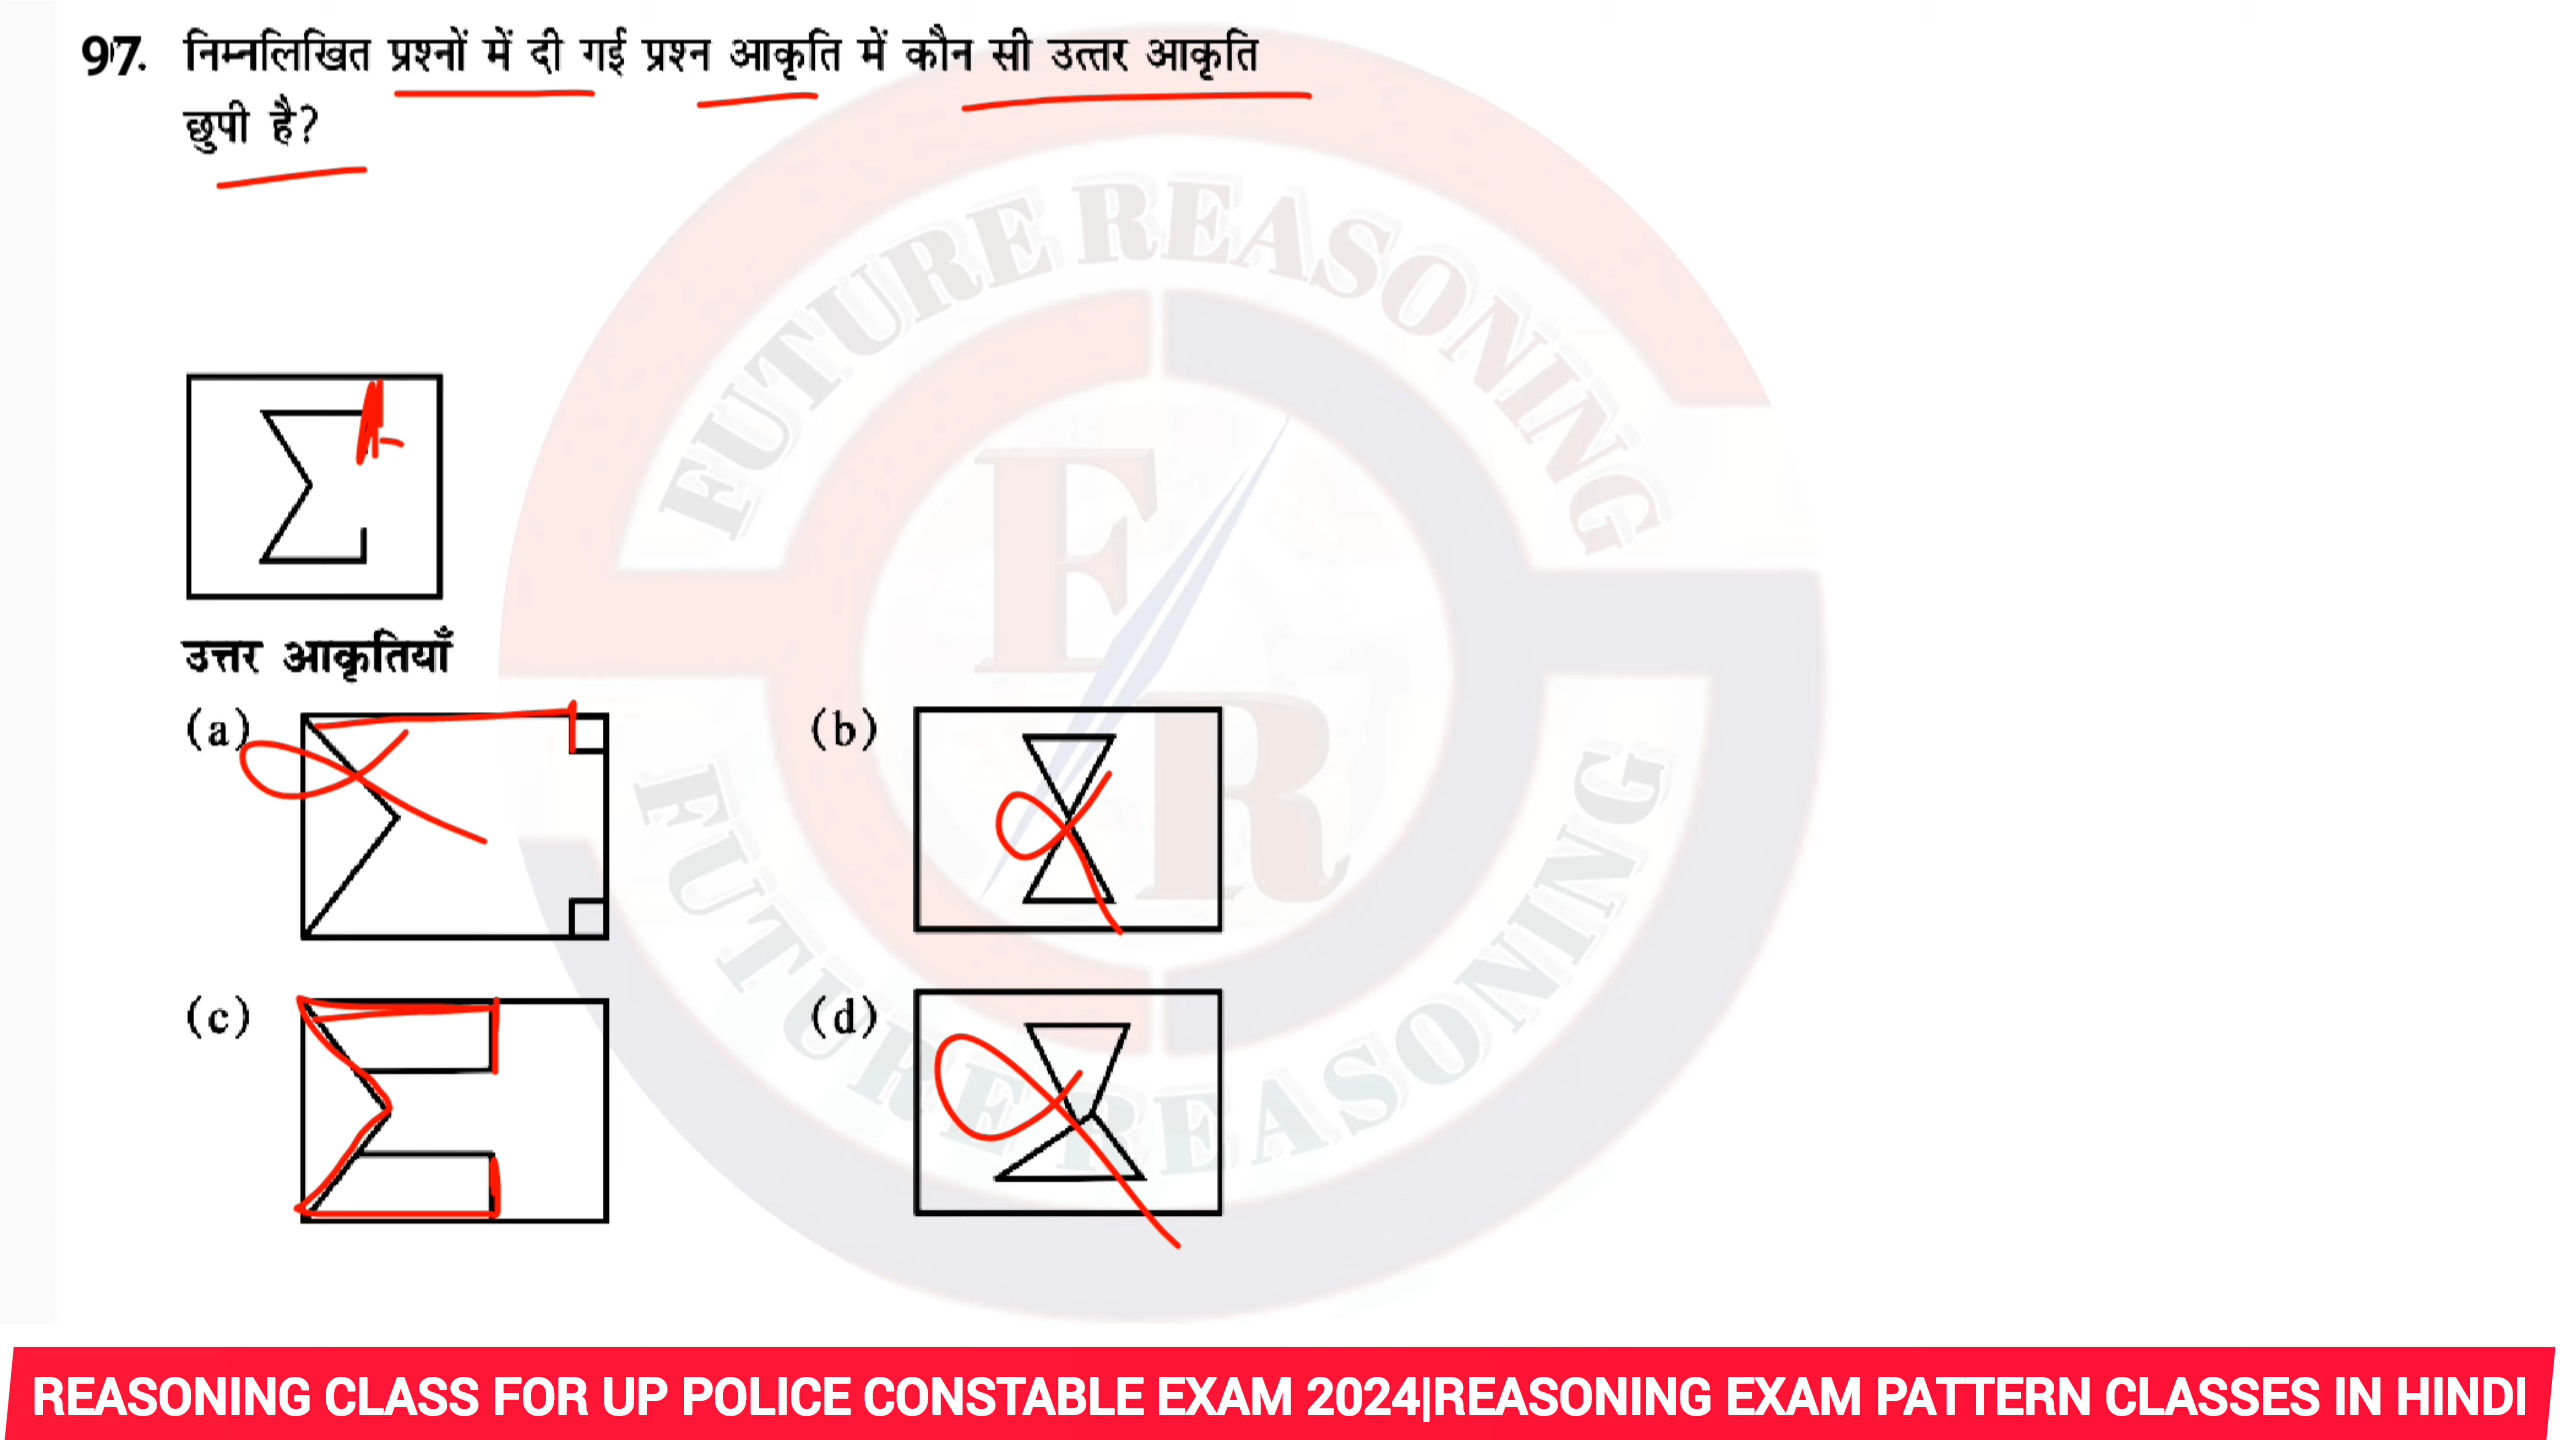 97. निम्नलिखित प्रश्नों में दी गई प्रश्न आकृति में कौन सी उत्तर आकृति
छुपी है?
FUTURE REASONING
F
R
FUTURE REASONING
उत्तर आकृतियाँ
(a)
(b)
(c)
(d)
REASONING CLASS FOR UP POLICE CONSTABLE EXAM 2024|REASONING EXAM PATTERN CLASSES IN HINDI